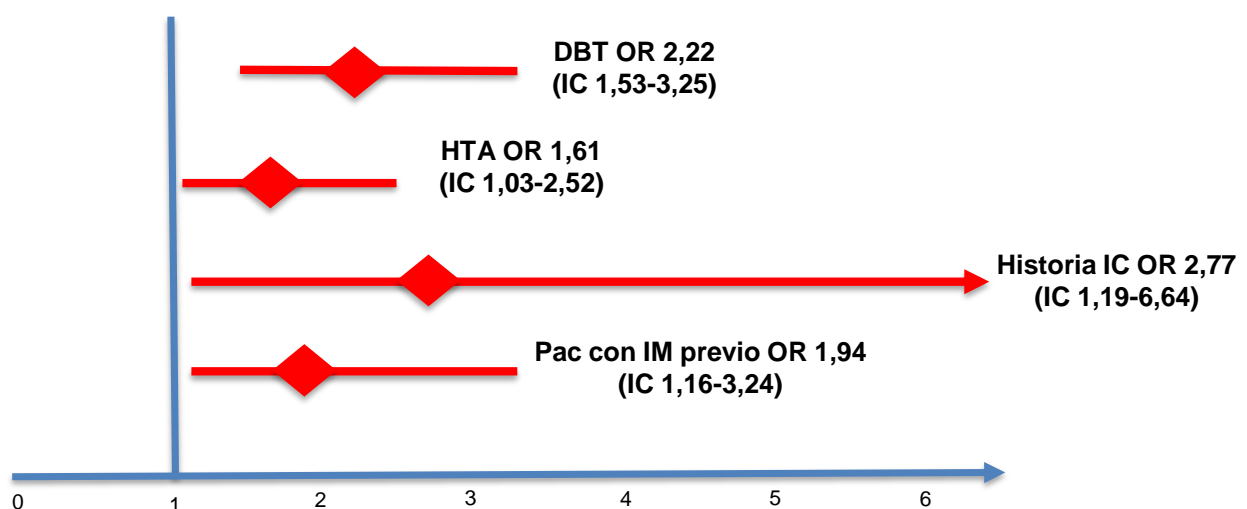 DBT OR 2,22
(IC 1,53-3,25)
HTA OR 1,61
(IC 1,03-2,52)
Historia IC OR 2,77
(IC 1,19-6,64)
Pac con IM previo OR 1,94
(IC 1,16-3,24)
0 1 2 3 4 5 6